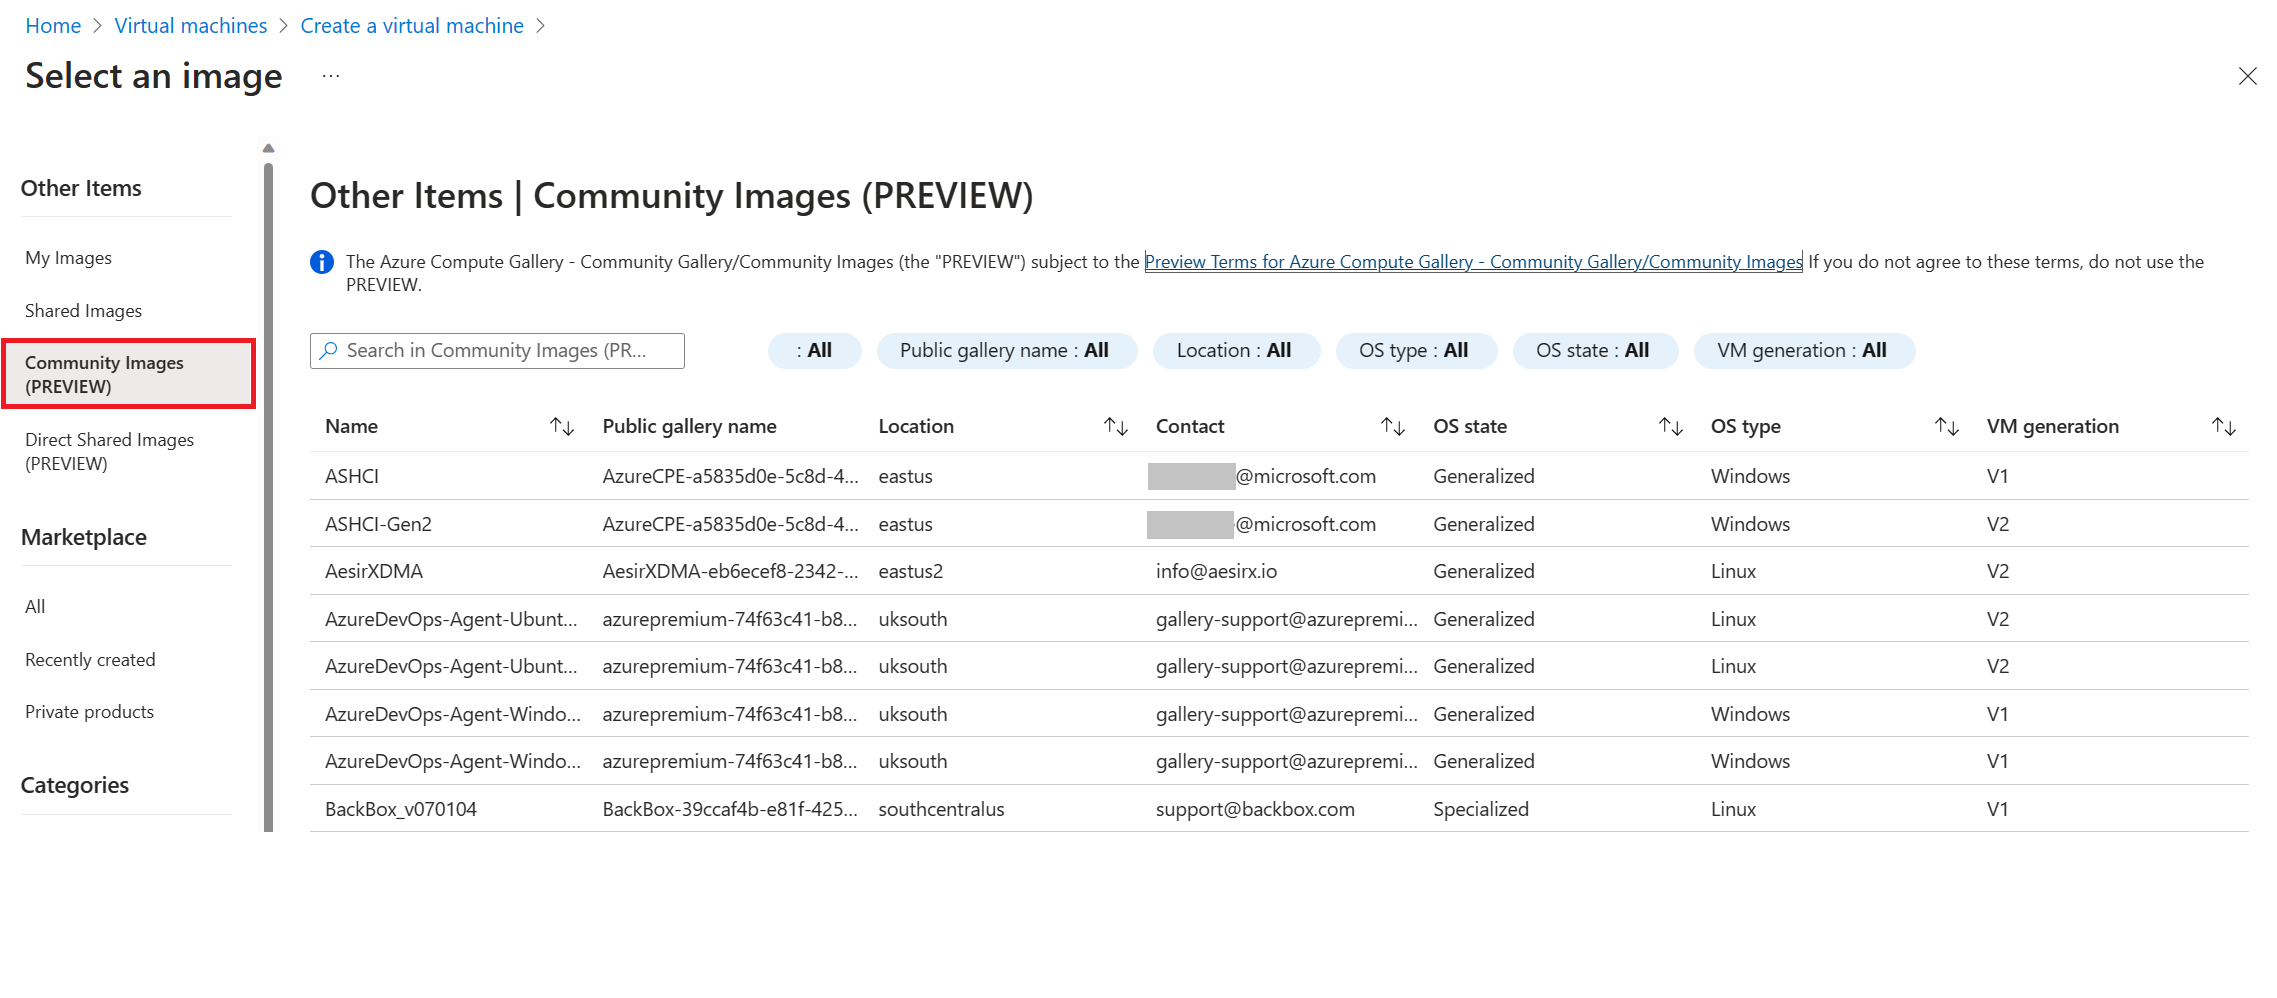 Home > Virtual machines > Create a virtual machine >
Select an image ...
Other Items
My Images
Shared Images
Community Images
(PREVIEW)
Direct Shared Images
(PREVIEW)
Marketplace
All
Recently created
Private products
Categories
Other Items | Community Images (PREVIEW)
The Azure Compute Gallery - Community Gallery/Community Images (the "PREVIEW") subject to the Preview Terms for Azure Compute Gallery - Community Gallery/Community Images If you do not agree to these terms, do not use the
PREVIEW.
Search in Community Images (PR... : All Public gallery name : All Location : All OS type : All OS state : All VM generation : All
Name Public gallery name Location Contact OS state OS type VM generation
ASHCI AzureCPE-a5835d0e-5c8d-4... eastus @microsoft.com Generalized Windows V1
ASHCI-Gen2 AzureCPE-a5835d0e-5c8d-4... eastus @microsoft.com Generalized Windows V2
AesirXDMA AesirXDMA-eb6ecef8-2342-... eastus2 info@aesirx.io Generalized Linux V2
AzureDevOps-Agent-Ubunt... azurepremium-74f63c41-b8... uksouth gallery-support@azurepremi... Generalized Linux V2
AzureDevOps-Agent-Ubunt... azurepremium-74f63c41-b8... uksouth gallery-support@azurepremi... Generalized Linux V2
AzureDevOps-Agent-Windo... azurepremium-74f63c41-b8... uksouth gallery-support@azurepremi... Generalized Windows V1
AzureDevOps-Agent-Windo... azurepremium-74f63c41-b8... uksouth gallery-support@azurepremi... Generalized Windows V1
BackBox_v070104 BackBox-39ccaf4b-e81f-425... southcentralus support@backbox.com Specialized Linux V1